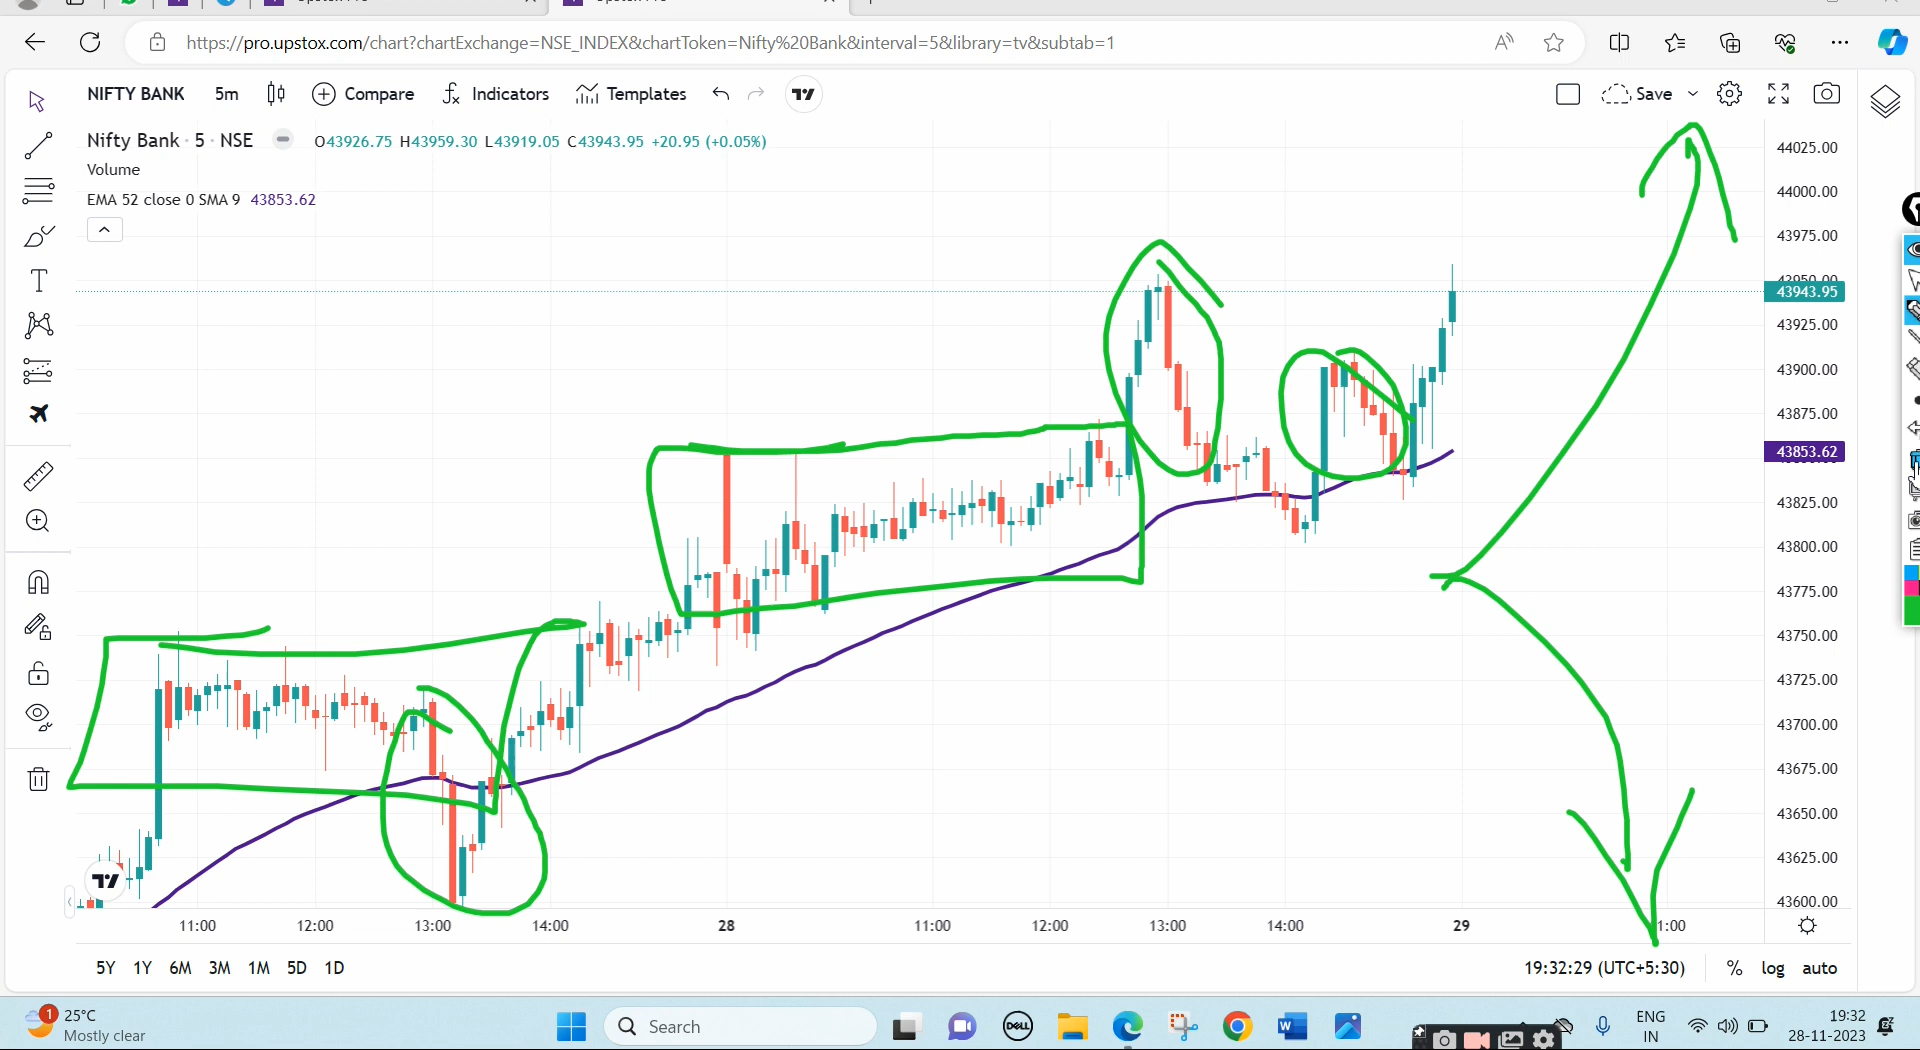 https://pro.upstox.com/chart?chartExchange=NSE_INDEX&chartToken=Nifty%20Bank&interval=5&library=tv&subtab=1
NIFTY BANK 5m Compare Indicators Templates Save
Nifty Bank · 5 · NSE O43926.75 H43959.30 L43919.05 C43943.95 +20.95 (+0.05%)
Volume
EMA 52 close 0 SMA 9 43853.62
44025.00
44000.00
43975.00
43950.00
43943.95
43925.00
43900.00
43875.00
43853.62
43825.00
43800.00
43775.00
43750.00
43725.00
43700.00
43675.00
43650.00
43625.00
43600.00
11:00 12:00 13:00 14:00 28 11:00 12:00 13:00 14:00 29 1:00
5Y 1Y 6M 3M 1M 5D 1D 19:32:29 (UTC+5:30) % log auto
1 25°C
Mostly clear
Search
DELL
ENG
IN
19:32
28-11-2023